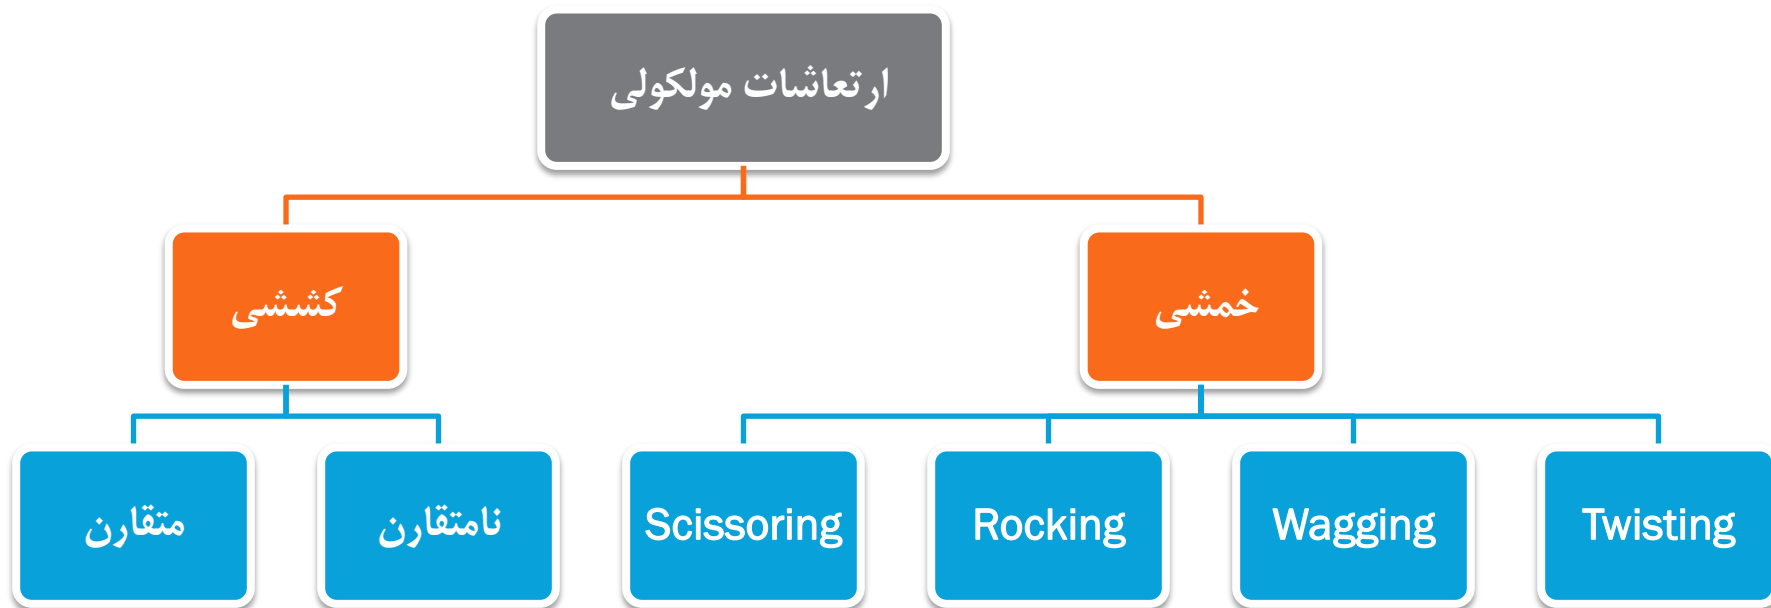 ارتعاشات مولکولی
کششی
خمشی
متقارن
نامتقارن
Scissoring
Rocking
Wagging
Twisting